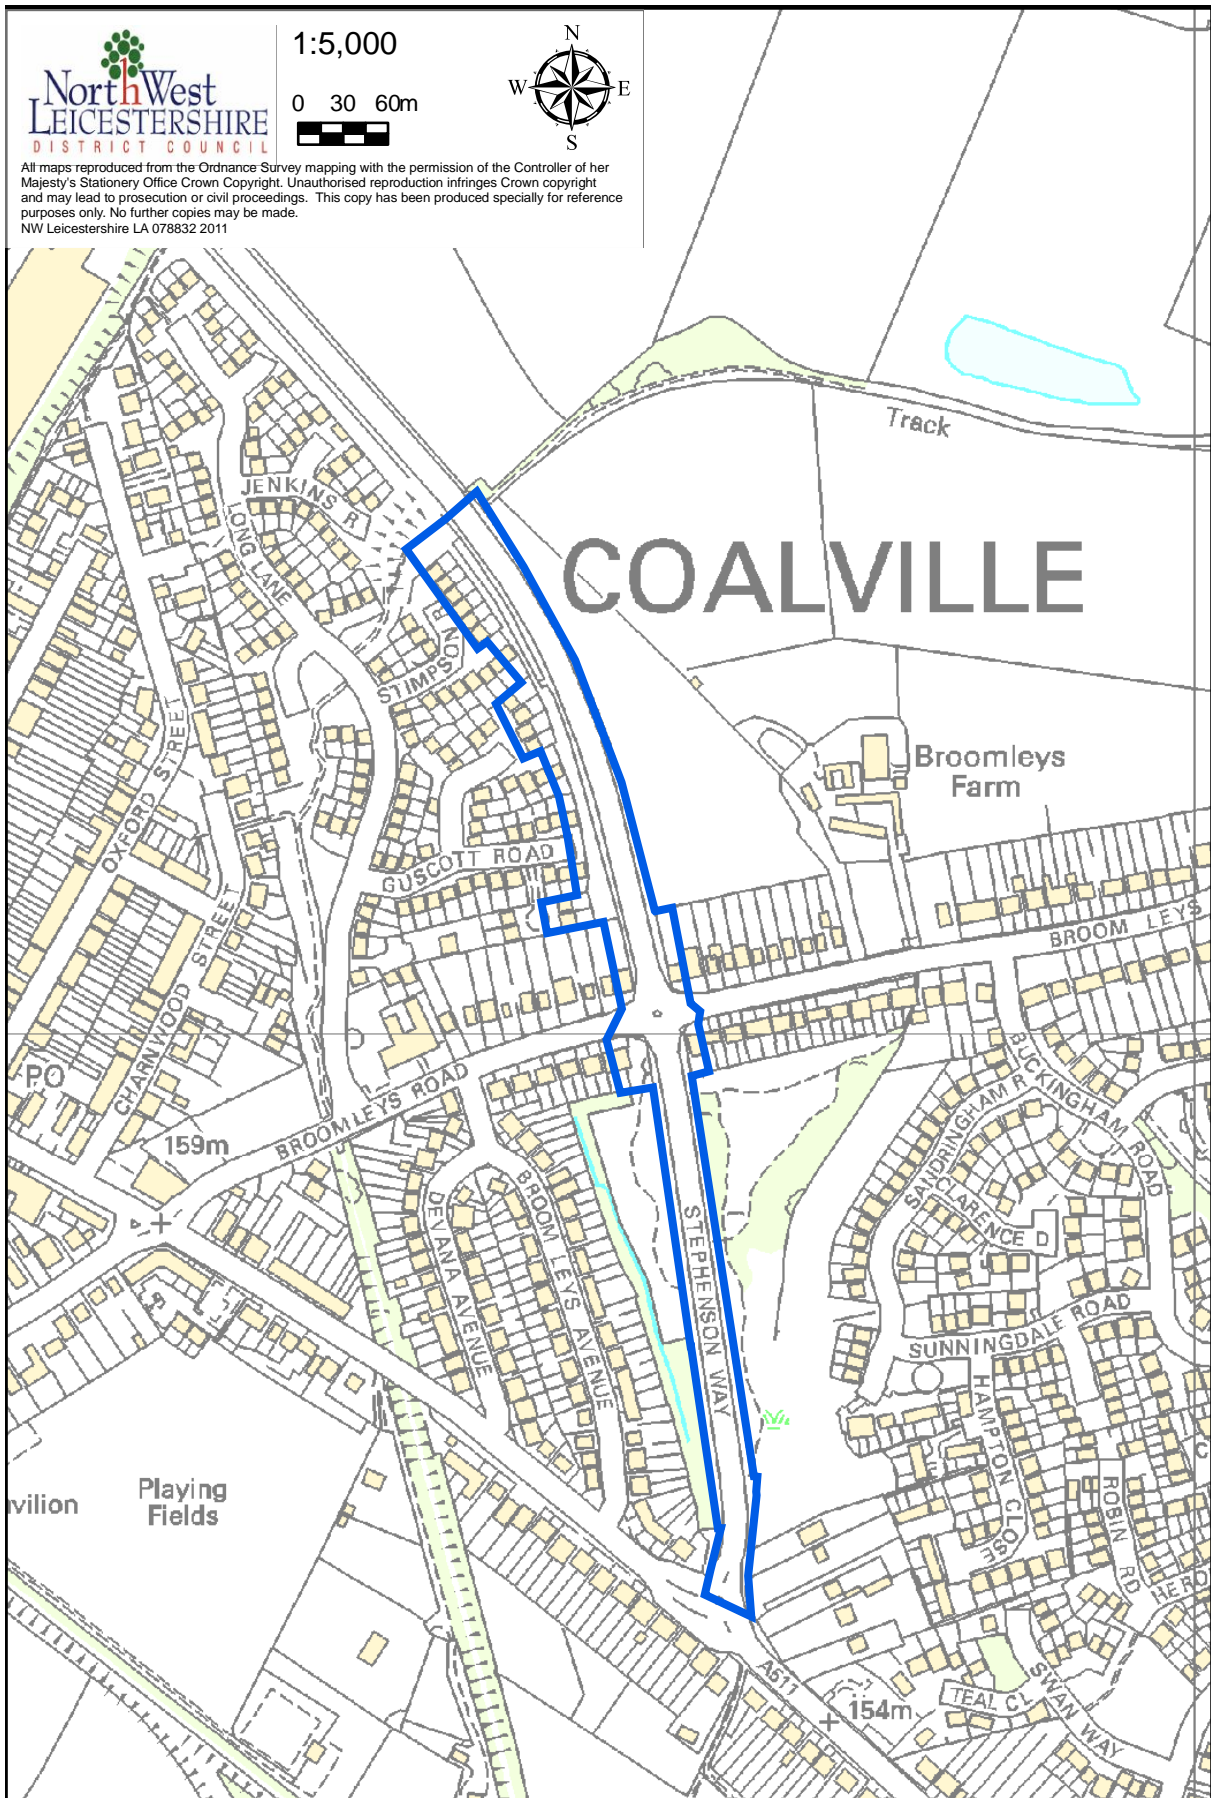 NorthWest
LEICESTERSHIRE
DISTRICT COUNCIL
1:5,000
0 30 60m
N
W E
S
All maps reproduced from the Ordnance Survey mapping with the permission of the Controller of her
Majesty's Stationery Office Crown Copyright. Unauthorised reproduction infringes Crown copyright
and may lead to prosecution or civil proceedings. This copy has been produced specially for reference
purposes only. No further copies may be made.
NW Leicestershire LA 078832 2011
Track
JENKINS R
LONG LANE
COALVILLE
STIMPSON R
OXFORD STREET
Broomleys
Farm
GUSCOTT ROAD
BROOM LEYS
CHARNWOOD STREET
PO
BROOMLEYS ROAD
159m
BUCKINGHAM ROAD
SANDRINGHAM R
CLARENCE D
DEVANA AVENUE
BROOM LEYS AVENUE
STEPHENSON WAY
SUNNINGDALE ROAD
HAMPTON CLOSE
ROBIN RD
Playing
Fields
vilion
HERO
A511
154m
TEAL CL
SWAN WAY
C